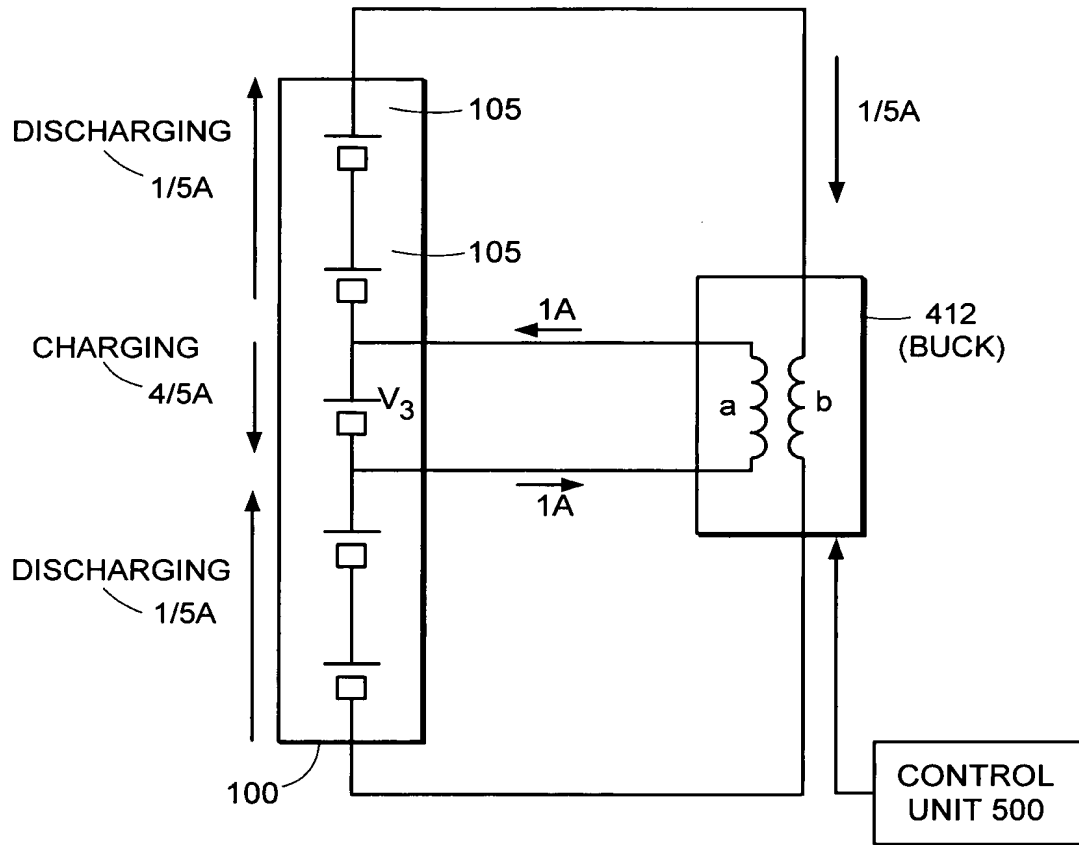 105
DISCHARGING
1/5A
1/5A
105
1A
412
(BUCK)
CHARGING
4/5A
V3
a
b
1A
DISCHARGING
1/5A
100
CONTROL
UNIT 500